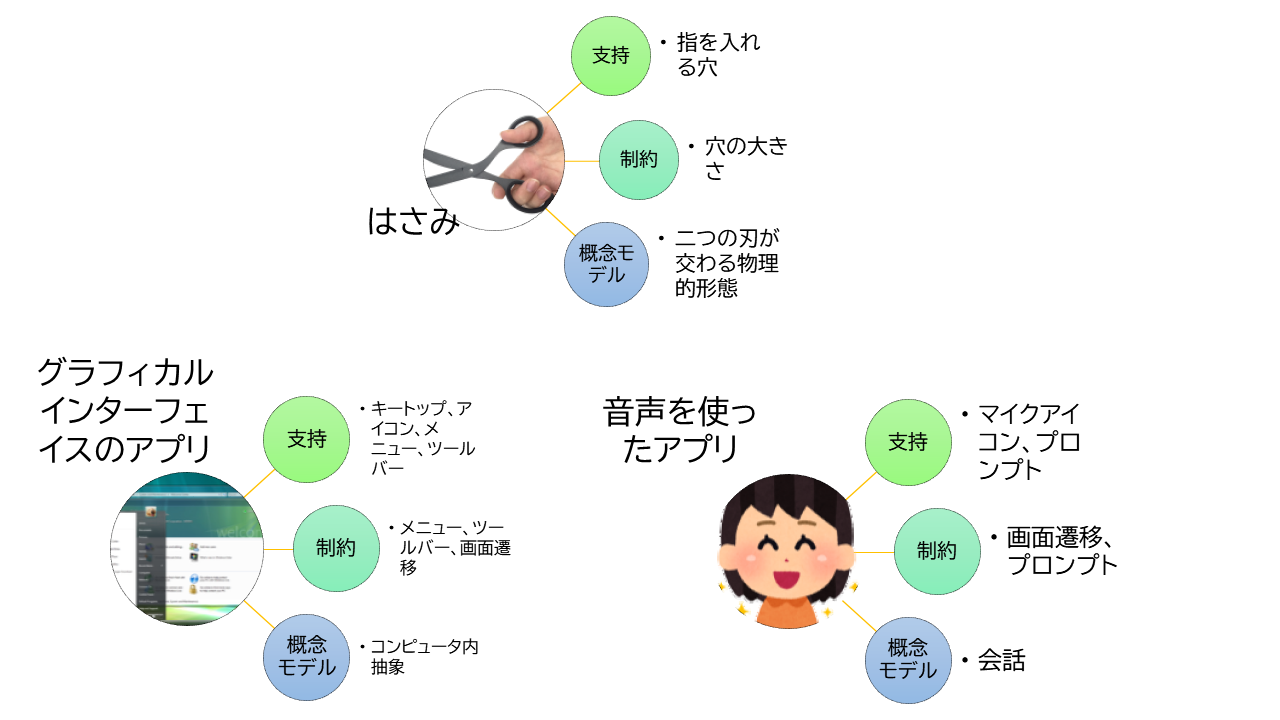 支持
• 指を入れ
る穴
制約
• 穴の大き
さ
はさみ
概念モ
デル
• 二つの刃が
交わる物理
的形態
グラフィカル
インターフェ
イスのアプリ
支持
• キートップ、ア
イコン、メ
ニュー、ツール
バー
制約
• メニュー、ツー
ルバー、画面遷
移
概念
モデル
• コンピュータ内
抽象
音声を使っ
たアプリ
支持
• マイクアイ
コン、プロ
ンプト
制約
• 画面遷移、
プロンプト
概念
モデル
• 会話